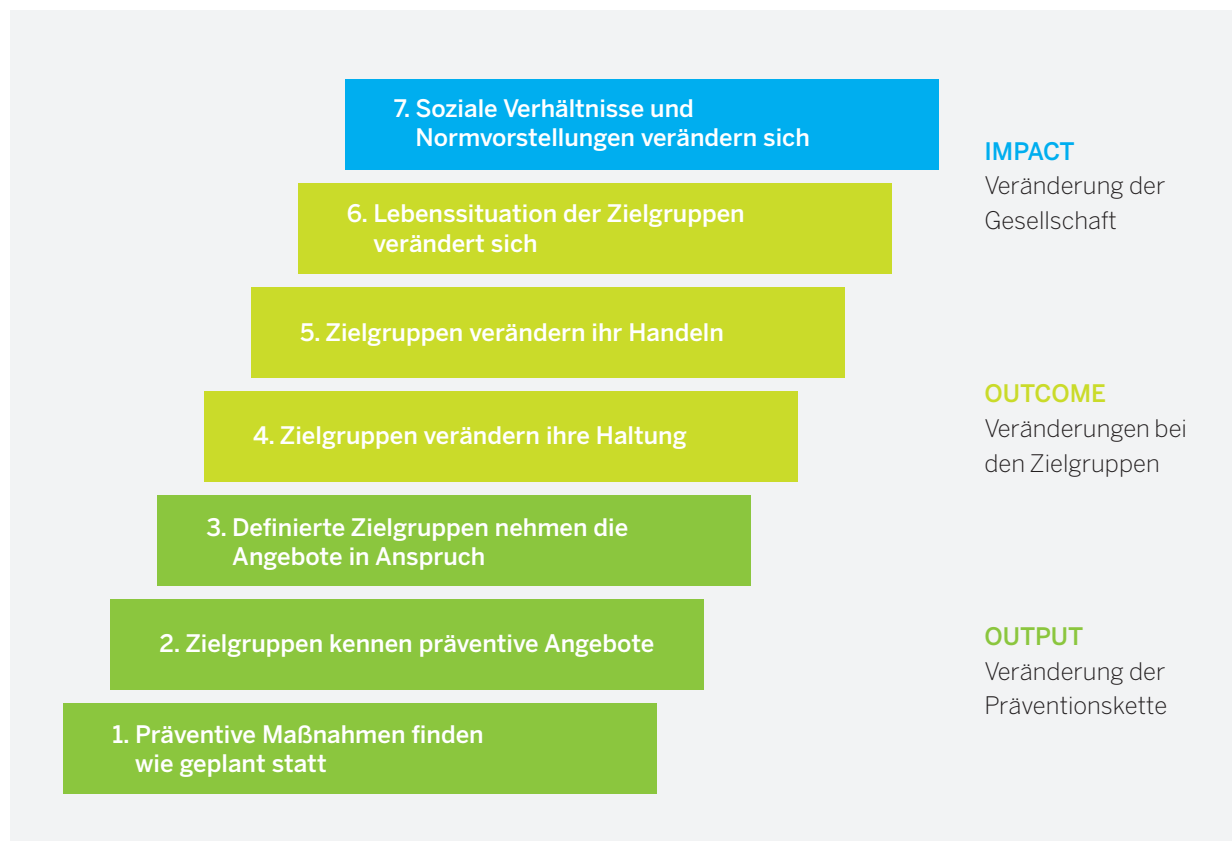 7. Soziale Verhältnisse und
Normvorstellungen verändern sich
6. Lebenssituation der Zielgruppen
verändert sich
5. Zielgruppen verändern ihr Handeln
4. Zielgruppen verändern ihre Haltung
3. Definierte Zielgruppen nehmen die
Angebote in Anspruch
2. Zielgruppen kennen präventive Angebote
1. Präventive Maßnahmen finden
wie geplant statt
IMPACT
Veränderung der
Gesellschaft
OUTCOME
Veränderungen bei
den Zielgruppen
OUTPUT
Veränderung der
Präventionskette